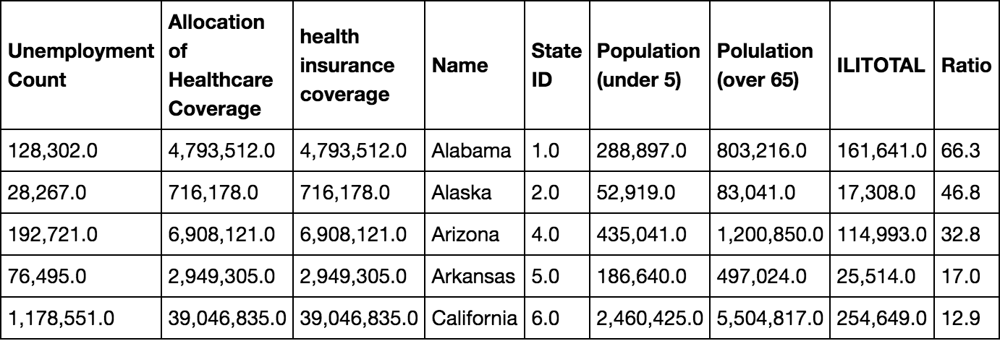 Unemployment Count | Allocation of Healthcare Coverage | health insurance coverage | Name | State ID | Population (under 5) | Polulation (over 65) | ILITOTAL | Ratio
128,302.0 | 4,793,512.0 | 4,793,512.0 | Alabama | 1.0 | 288,897.0 | 803,216.0 | 161,641.0 | 66.3
28,267.0 | 716,178.0 | 716,178.0 | Alaska | 2.0 | 52,919.0 | 83,041.0 | 17,308.0 | 46.8
192,721.0 | 6,908,121.0 | 6,908,121.0 | Arizona | 4.0 | 435,041.0 | 1,200,850.0 | 114,993.0 | 32.8
76,495.0 | 2,949,305.0 | 2,949,305.0 | Arkansas | 5.0 | 186,640.0 | 497,024.0 | 25,514.0 | 17.0
1,178,551.0 | 39,046,835.0 | 39,046,835.0 | California | 6.0 | 2,460,425.0 | 5,504,817.0 | 254,649.0 | 12.9